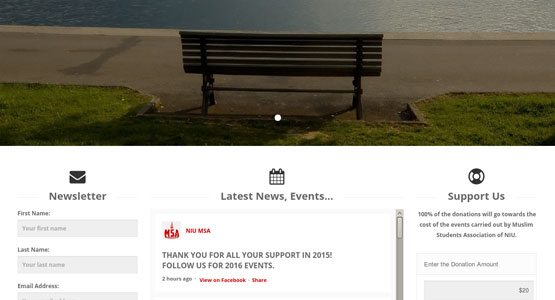 Newsletter
First Name:
Your first name
Last Name:
Your last name
Email Address:
Latest News, Events...
MSA
NIU MSA
THANK YOU FOR ALL YOUR SUPPORT IN 2015!
FOLLOW US FOR 2016 EVENTS.
2 hours ago · View on Facebook · Share
Support Us
100% of the donations will go towards the
cost of the events carried out by Muslim
Students Association of NIU.
Enter the Donation Amount
$20